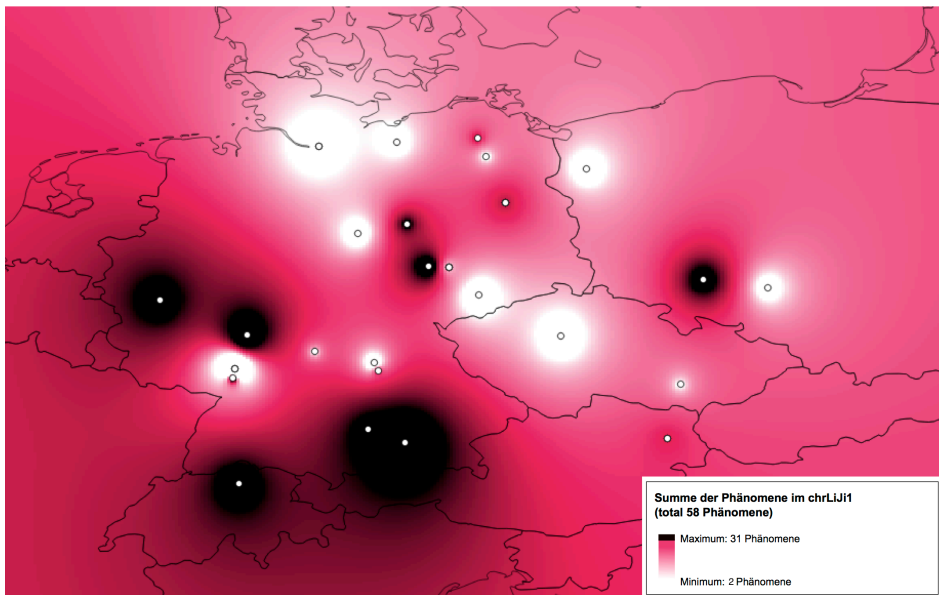 Summe der Phänomene im chrLiJi1
(total 58 Phänomene)
Maximum: 31 Phänomene
Minimum: 2 Phänomene